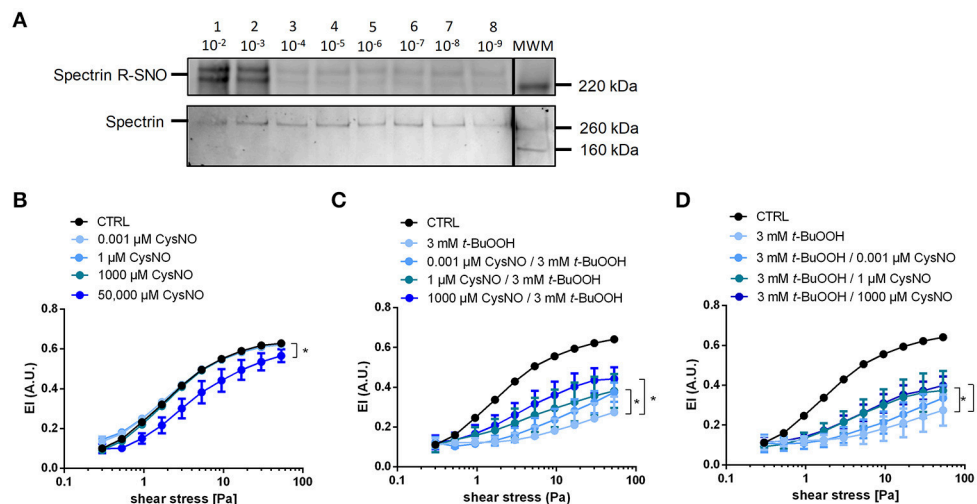 A
1 2 3 4 5 6 7 8
10-2 10-3 10-4 10-5 10-6 10-7 10-8 10-9 MWM
Spectrin R-SNO
220 kDa
Spectrin
260 kDa
160 kDa
B
CTRL
0.001 µM CysNO
1 µM CysNO
1000 µM CysNO
50,000 µM CysNO
0.8
0.6
0.4
0.2
0.0
EI (A.U.)
*
0.1 1 10 100
shear stress [Pa]
C
CTRL
3 mM t-BuOOH
0.001 µM CysNO / 3 mM t-BuOOH
1 µM CysNO / 3 mM t-BuOOH
1000 µM CysNO / 3 mM t-BuOOH
0.8
0.6
0.4
0.2
0.0
EI (A.U.)
* *
0.1 1 10 100
shear stress (Pa)
D
CTRL
3 mM t-BuOOH
3 mM t-BuOOH / 0.001 µM CysNO
3 mM t-BuOOH / 1 µM CysNO
3 mM t-BuOOH / 1000 µM CysNO
0.8
0.6
0.4
0.2
0.0
EI (A.U.)
* *
0.1 1 10 100
shear stress [Pa]